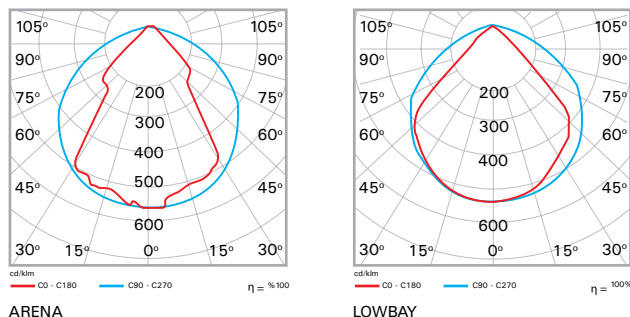 105° 105°
90° 90°
75° 75°
200
300
60° 60°
400
45° 500 45°
600
30° 15° 0° 15° 30°
cd/klm
C0 - C180 C90 - C270 η = %100
ARENA
105° 105°
90° 90°
75° 200 75°
300
60° 60°
400
45° 45°
600
30° 15° 0° 15° 30°
cd/klm
C0 - C180 C90 - C270 η = 100%
LOWBAY